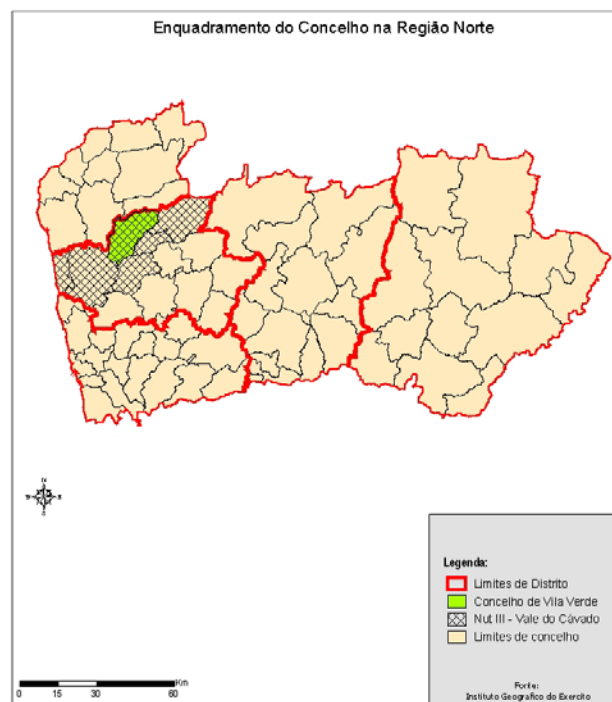 Enquadramento do Concelho na Região Norte
N
Legenda:
Limites de Distrito
Concelho de Vila Verde
Nut III - Vale do Cávado
Limites de concelho
Km
0 15 30 60
Fonte:
Instituto Geografico do Exercito